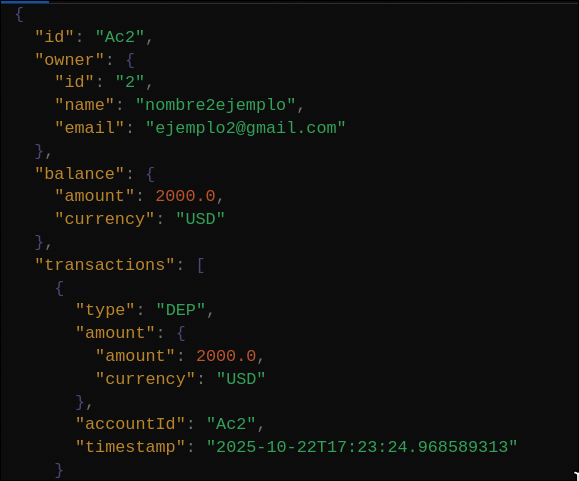 {
  "id": "Ac2",
  "owner": {
    "id": "2",
    "name": "nombre2ejemplo",
    "email": "ejemplo2@gmail.com"
  },
  "balance": {
    "amount": 2000.0,
    "currency": "USD"
  },
  "transactions": [
    {
      "type": "DEP",
      "amount": {
        "amount": 2000.0,
        "currency": "USD"
      },
      "accountId": "Ac2",
      "timestamp": "2025-10-22T17:23:24.968589313"
    }